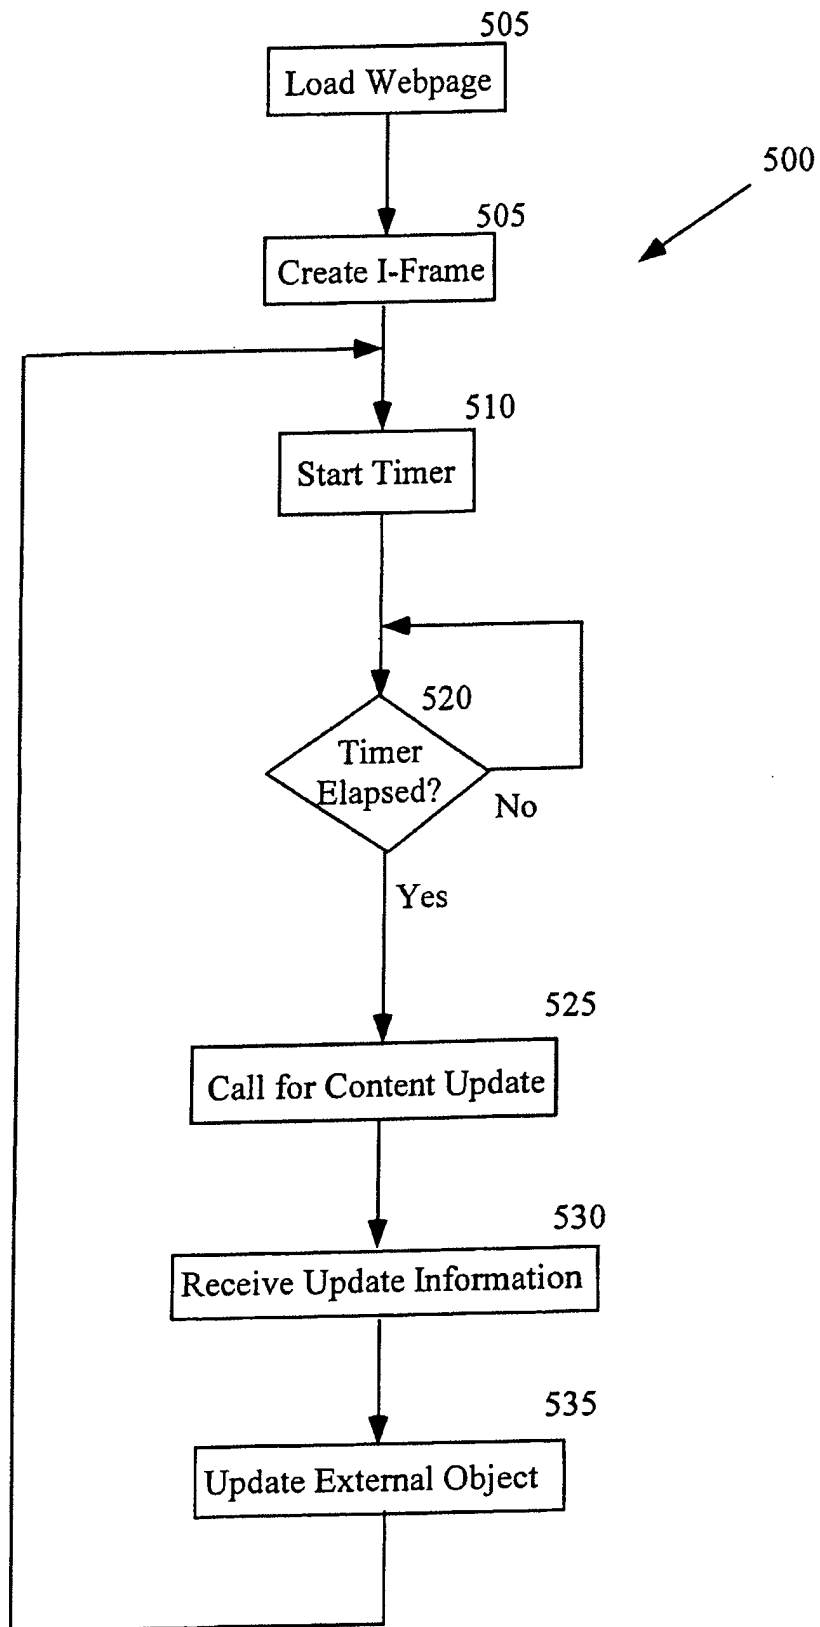 505
Load Webpage
500
505
Create I-Frame
510
Start Timer
520
Timer
Elapsed?
No
Yes
525
Call for Content Update
530
Receive Update Information
535
Update External Object